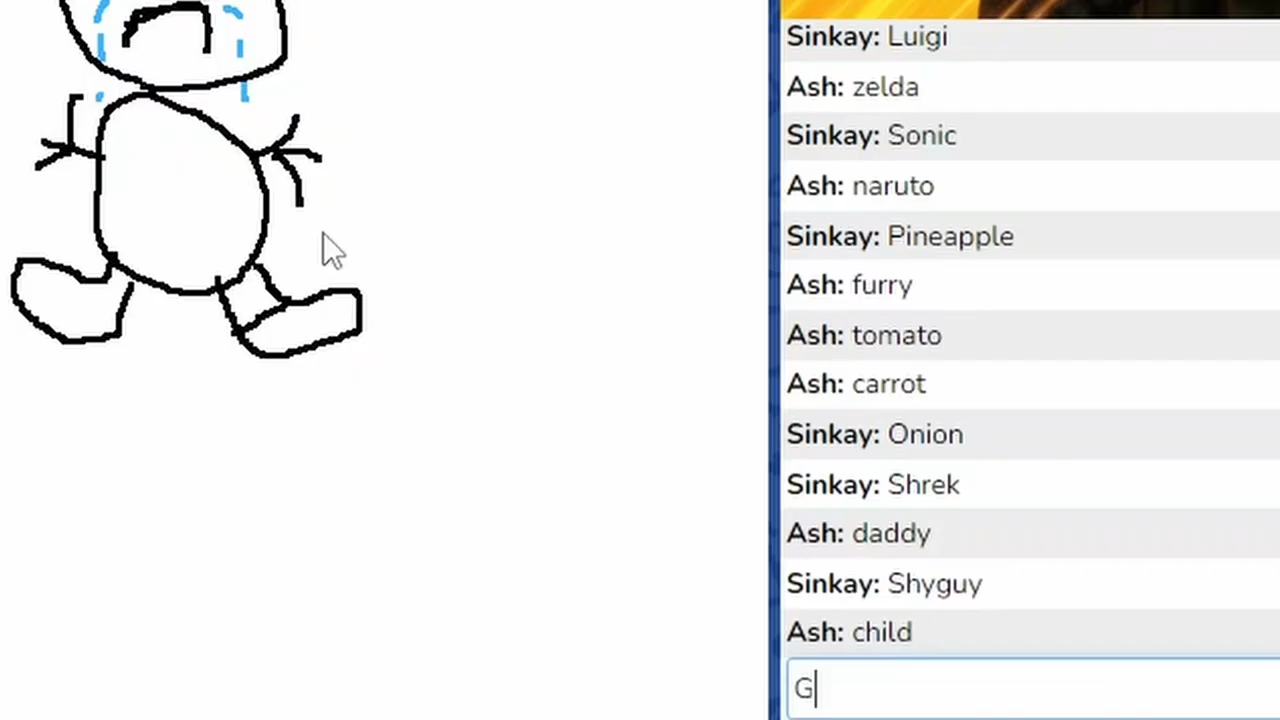 Sinkay: Luigi
Ash: zelda
Sinkay: Sonic
Ash: naruto
Sinkay: Pineapple
Ash: furry
Ash: tomato
Ash: carrot
Sinkay: Onion
Sinkay: Shrek
Ash: daddy
Sinkay: Shyguy
Ash: child
G